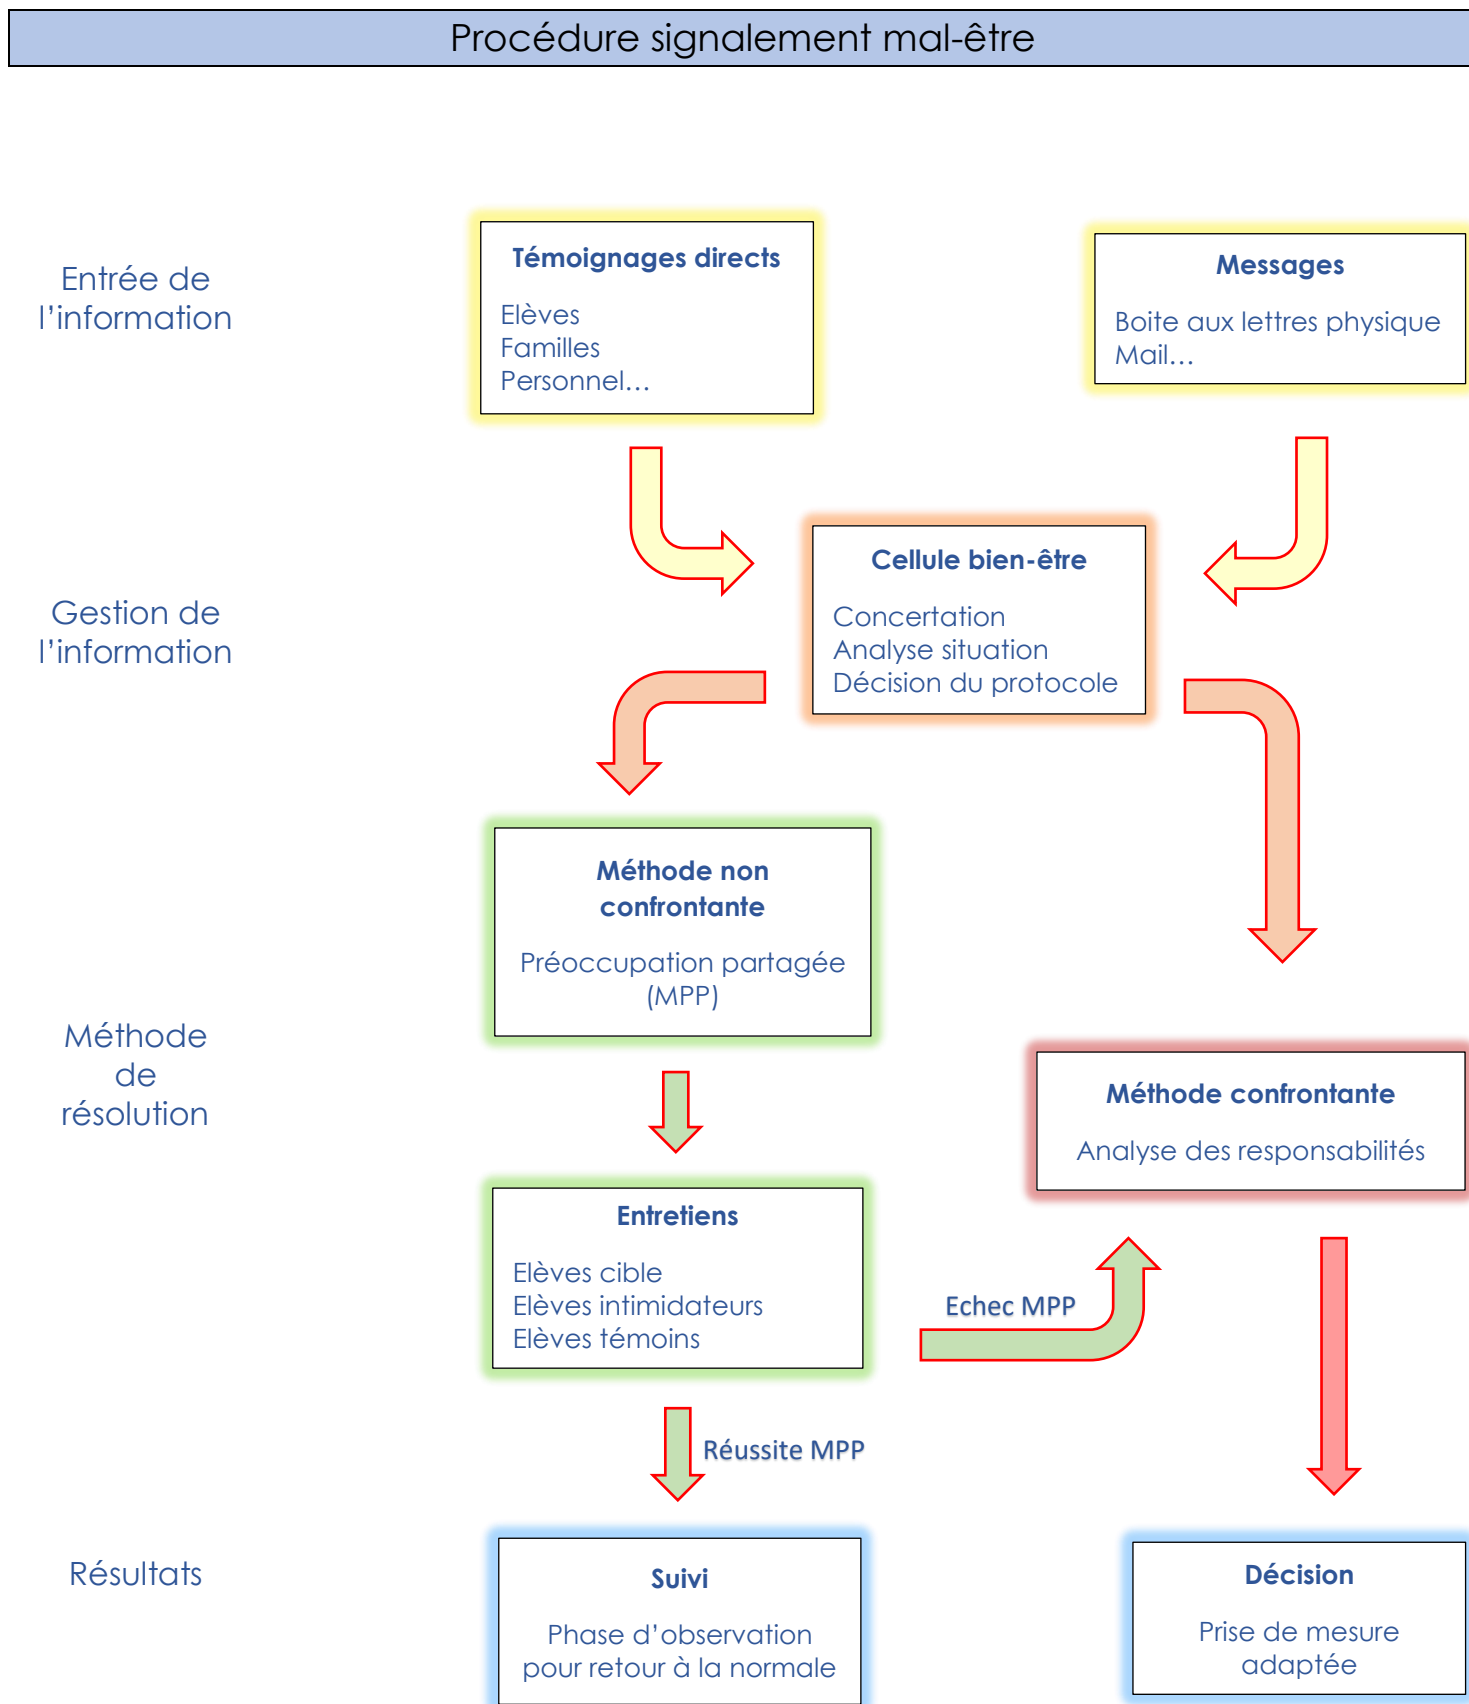 Procédure signalement mal-être
Entrée de
l'information
Témoignages directs
Elèves
Familles
Personnel…
Messages
Boite aux lettres physique
Mail…
Gestion de
l'information
Cellule bien-être
Concertation
Analyse situation
Décision du protocole
Méthode
de
résolution
Méthode non
confrontante
Préoccupation partagée
(MPP)
Méthode confrontante
Analyse des responsabilités
Entretiens
Elèves cible
Elèves intimidateurs
Elèves témoins
Echec MPP
Réussite MPP
Résultats
Suivi
Phase d'observation
pour retour à la normale
Décision
Prise de mesure
adaptée